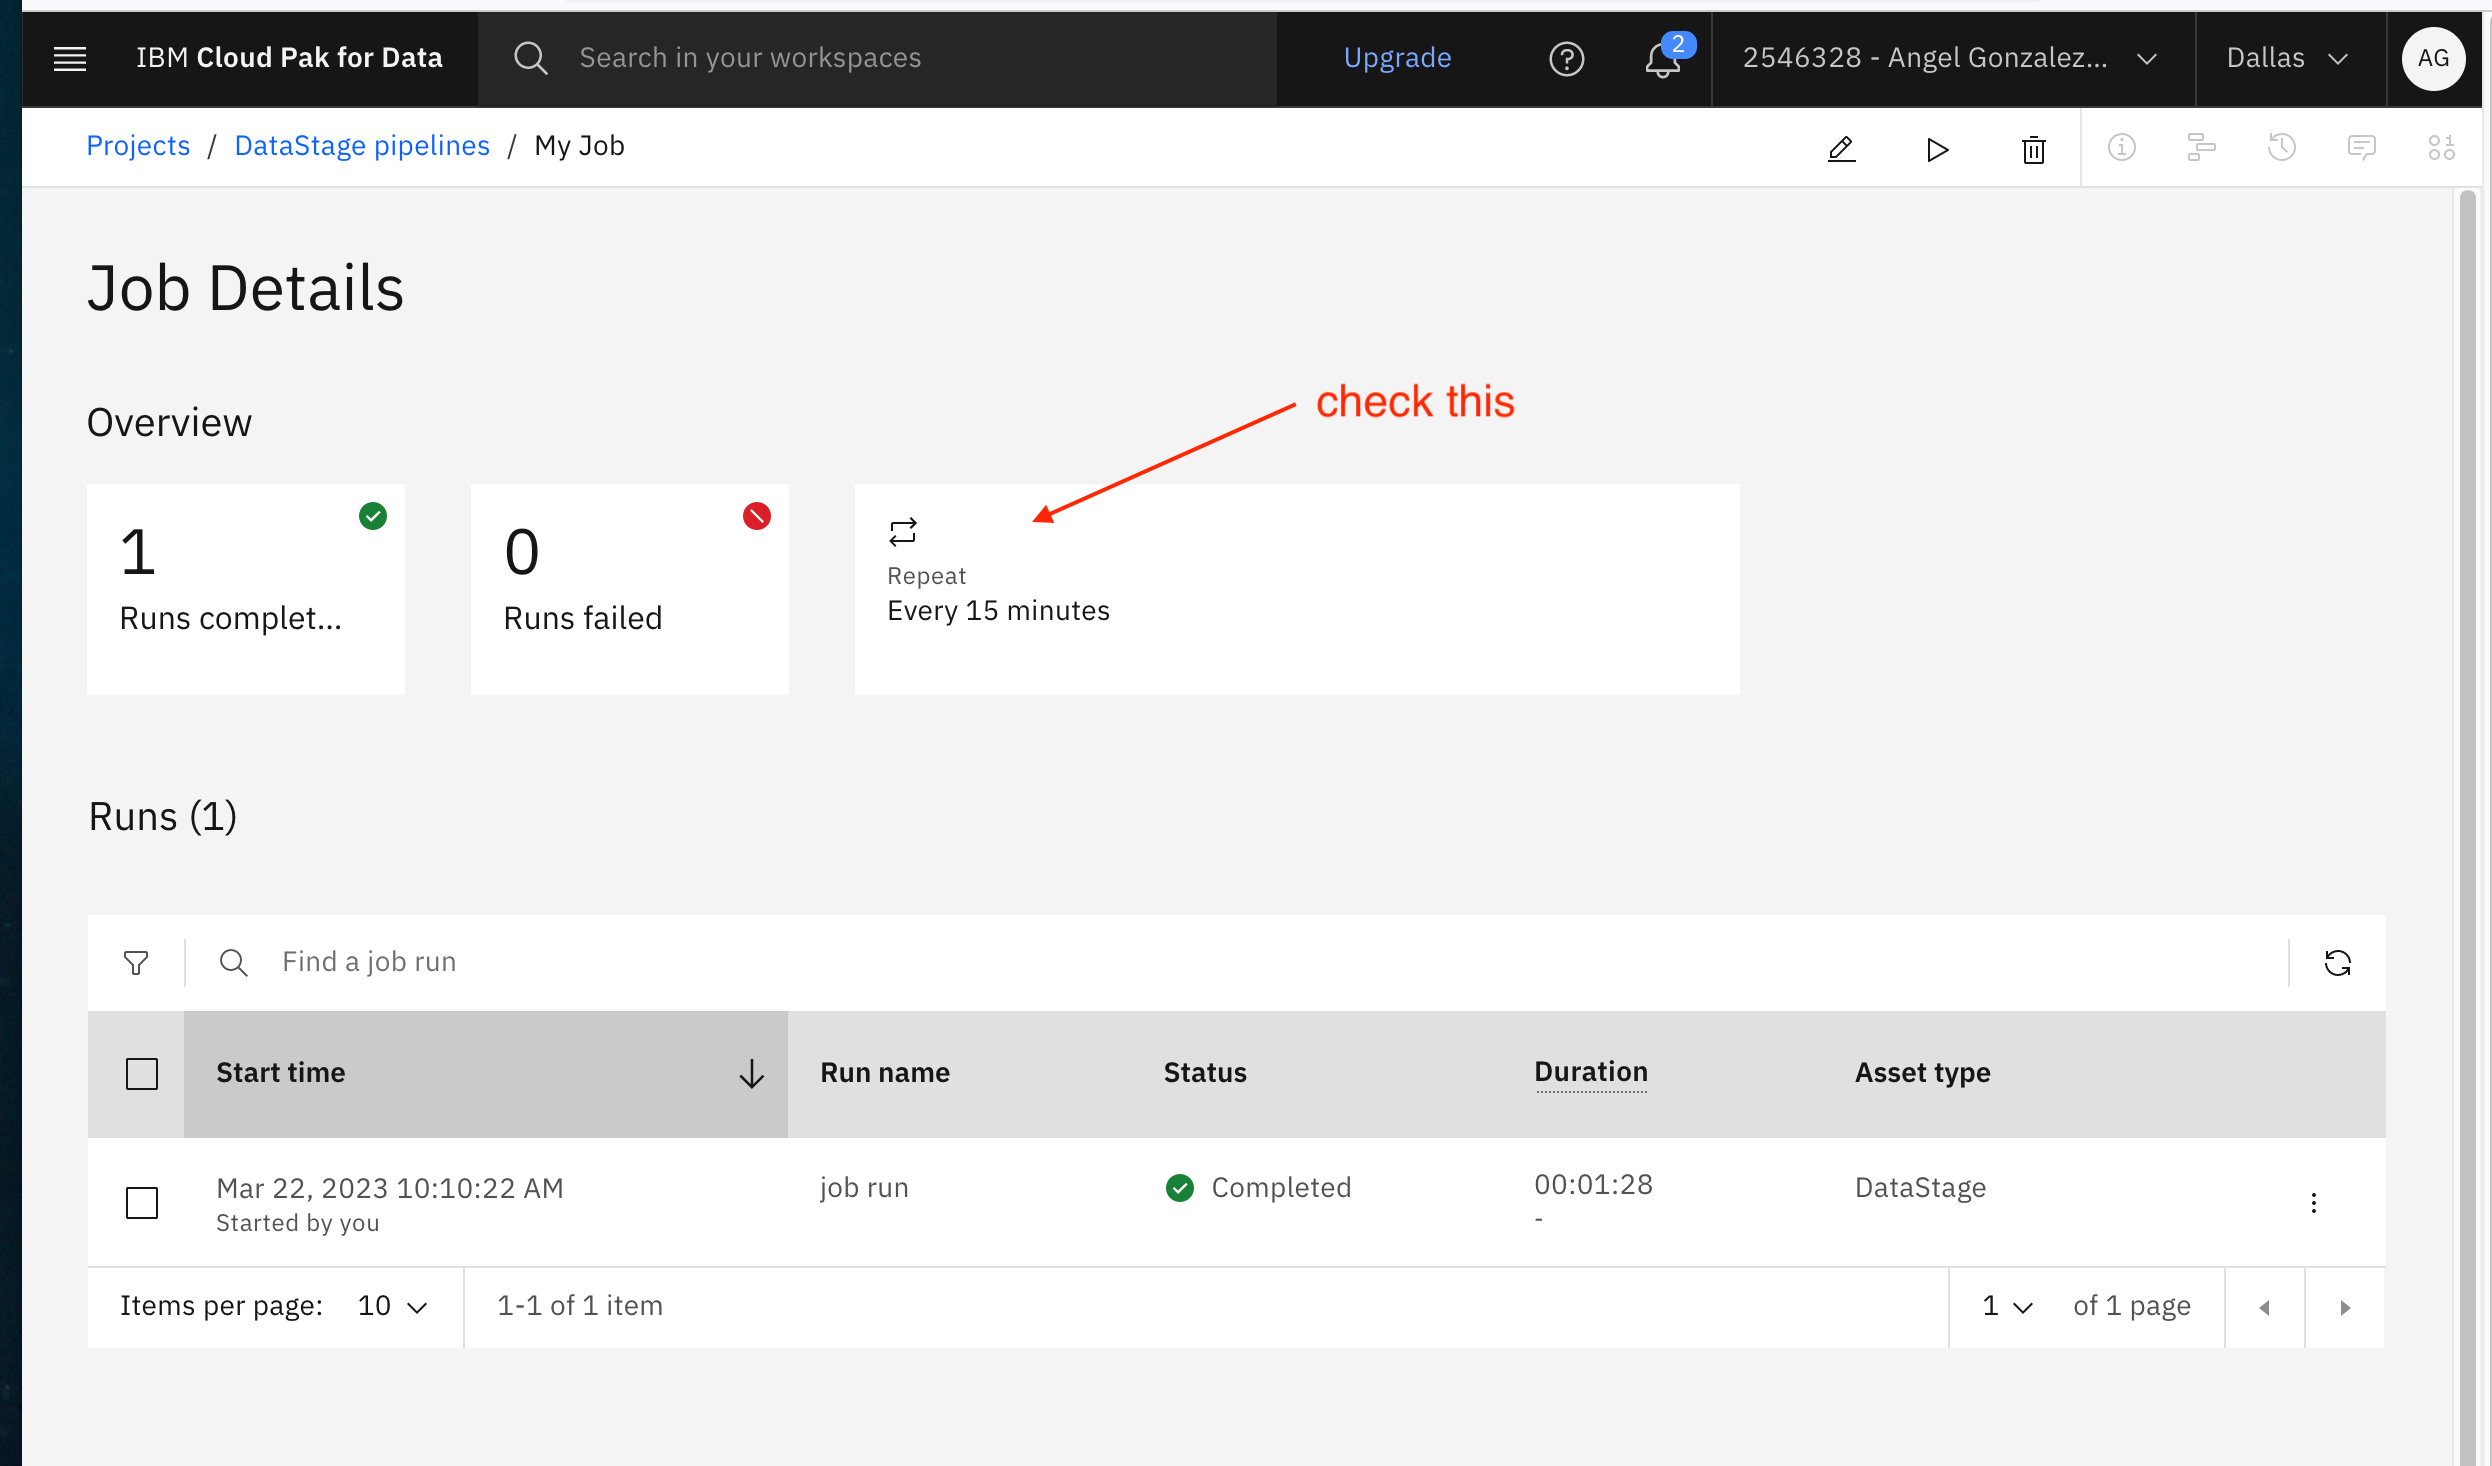 IBM Cloud Pak for Data
Search in your workspaces
Upgrade
2
2546328 - Angel Gonzalez...
Dallas
AG
Projects / DataStage pipelines / My Job
Job Details
Overview
check this
1
Runs complet...
0
Runs failed
Repeat
Every 15 minutes
Runs (1)
Find a job run
Start time Run name Status Duration Asset type
Mar 22, 2023 10:10:22 AM job run Completed 00:01:28 DataStage
Started by you -
Items per page: 10 1-1 of 1 item 1 of 1 page